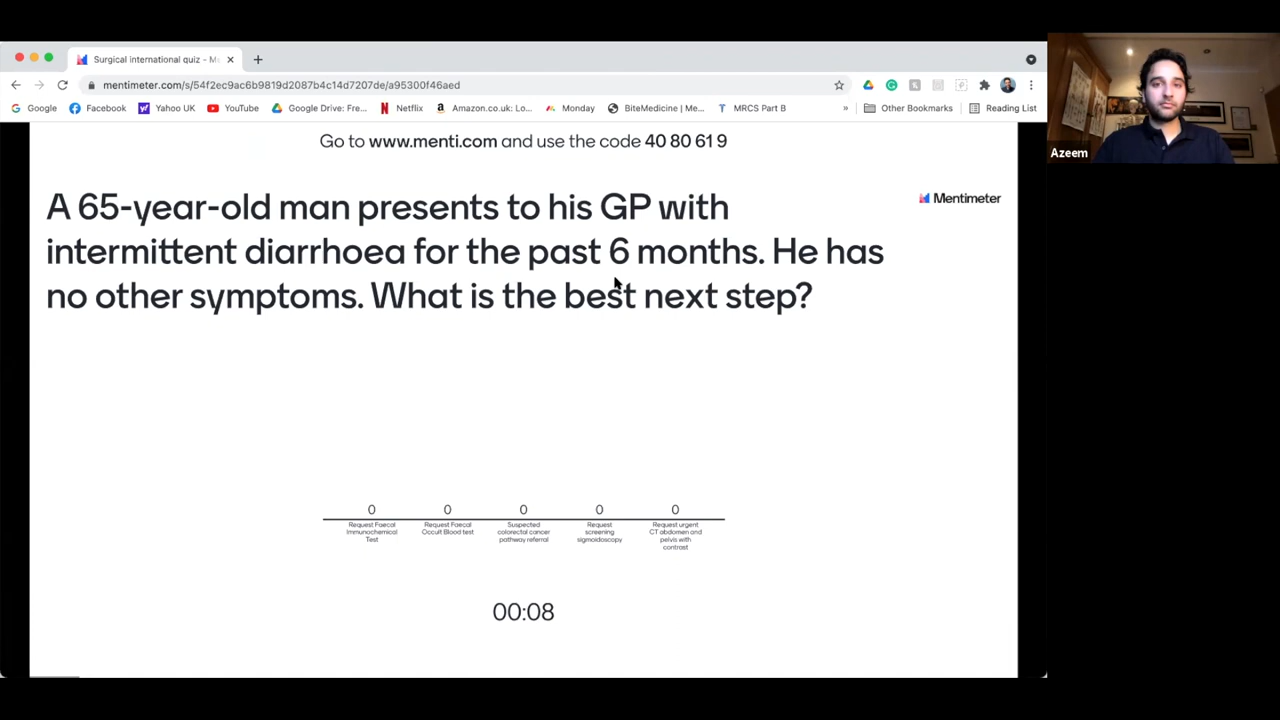 Surgical international quiz - Me
mentimeter.com/s/54f2ec9ac6b9819d2087b4c14d7207de/a95300f46aed
Google Facebook Yahoo UK YouTube Google Drive: Fre... Netflix Amazon.co.uk: Lo... Monday BiteMedicine | Me... MRCS Part B » Other Bookmarks Reading List
Go to www.menti.com and use the code 40 80 61 9
Mentimeter
A 65-year-old man presents to his GP with
intermittent diarrhoea for the past 6 months. He has
no other symptoms. What is the best next step?
0 0 0 0 0
Request Faecal
Immunochemical
Test
Request Faecal
Occult Blood test
Suspected
colorectal cancer
pathway referral
Request
screening
sigmoidoscopy
Request urgent
CT abdomen and
pelvis with
contrast
00:08
Azeem